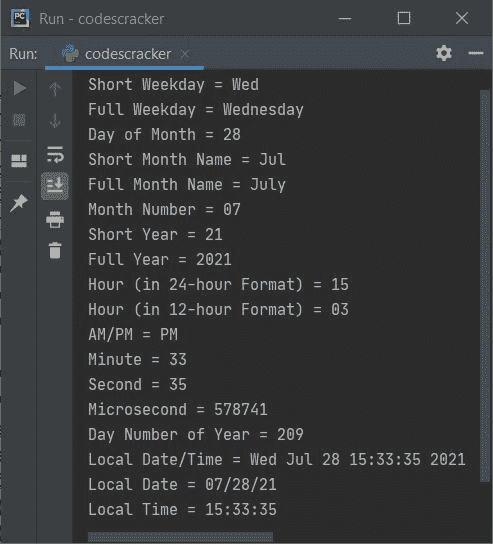 PC
Run - codescracker
Run: codescracker
Short Weekday = Wed
Full Weekday = Wednesday
Day of Month = 28
Short Month Name = Jul
Full Month Name = July
Month Number = 07
Short Year = 21
Full Year = 2021
Hour (in 24-hour Format) = 15
Hour (in 12-hour Format) = 03
AM/PM = PM
Minute = 33
Second = 35
Microsecond = 578741
Day Number of Year = 209
Local Date/Time = Wed Jul 28 15:33:35 2021
Local Date = 07/28/21
Local Time = 15:33:35